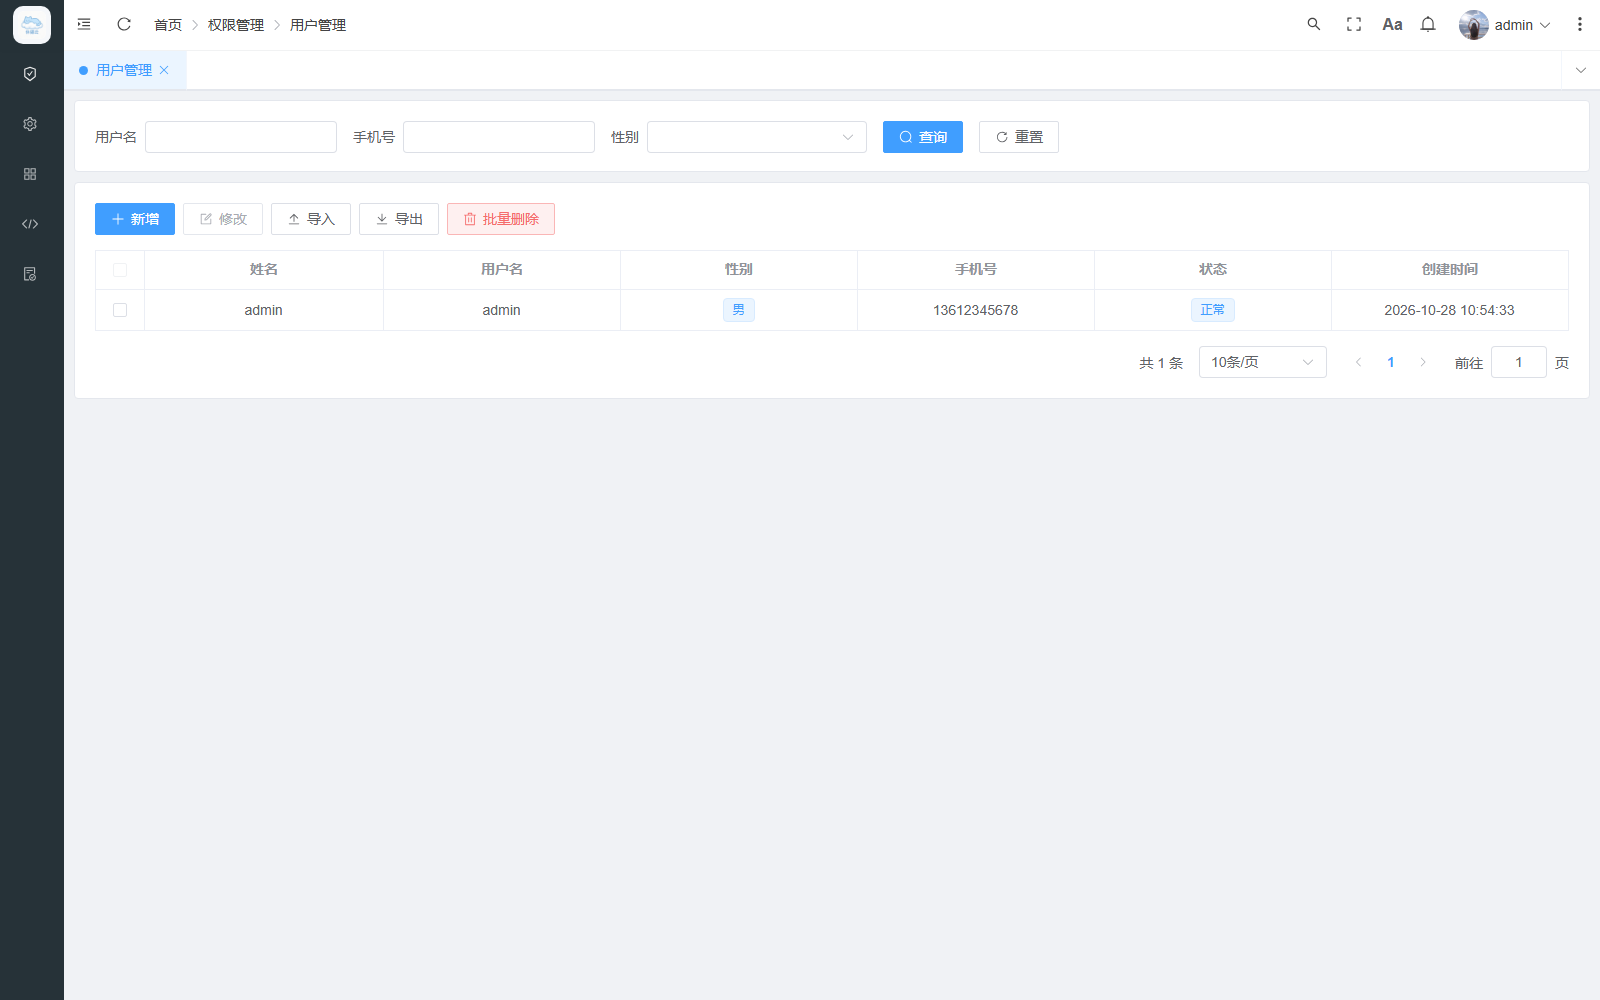 首页 权限管理 用户管理 Aa admin
用户管理
用户名 手机号 性别 查询 重置
新增 修改 导入 导出 批量删除
姓名 用户名 性别 手机号 状态 创建时间
admin admin 男 13612345678 正常 2026-10-28 10:54:33
共 1 条 10条/页 1 前往 1 页